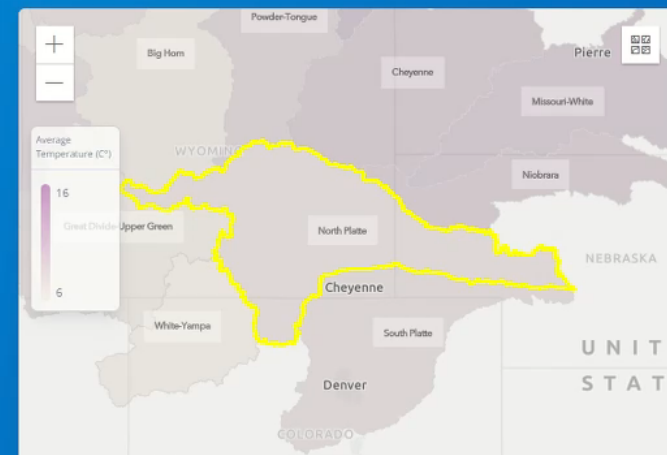 Powder-Tongue
+
Big Horn
Pierre
Cheyenne
–
Missouri-White
Average
Temperature (C°)
WYOMING
16
Niobrara
Great Divide-Upper Green
North Platte
NEBRASKA
Cheyenne
6
White-Yampa
South Platte
UNIT
STAT
Denver
COLORADO